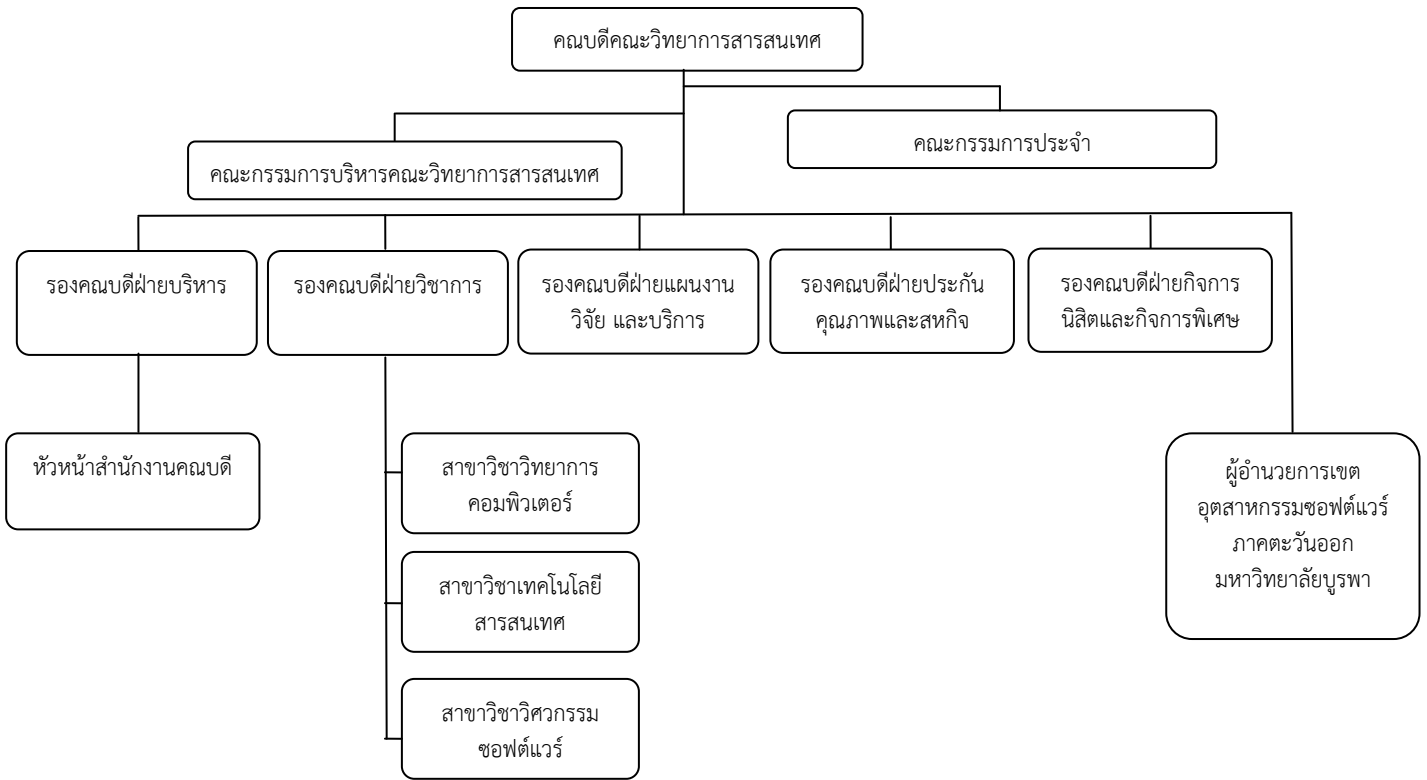 คณบดีคณะวิทยาการสารสนเทศ
คณะกรรมการประจำ
คณะกรรมการบริหารคณะวิทยาการสารสนเทศ
รองคณบดีฝ่ายบริหาร
รองคณบดีฝ่ายวิชาการ
รองคณบดีฝ่ายแผนงาน
วิจัย และบริการ
รองคณบดีฝ่ายประกัน
คุณภาพและสหกิจ
รองคณบดีฝ่ายกิจการ
นิสิตและกิจการพิเศษ
หัวหน้าสำนักงานคณบดี
สาขาวิชาวิทยาการ
คอมพิวเตอร์
สาขาวิชาเทคโนโลยี
สารสนเทศ
สาขาวิชาวิศวกรรม
ซอฟต์แวร์
ผู้อำนวยการเขต
อุตสาหกรรมซอฟต์แวร์
ภาคตะวันออก
มหาวิทยาลัยบูรพา